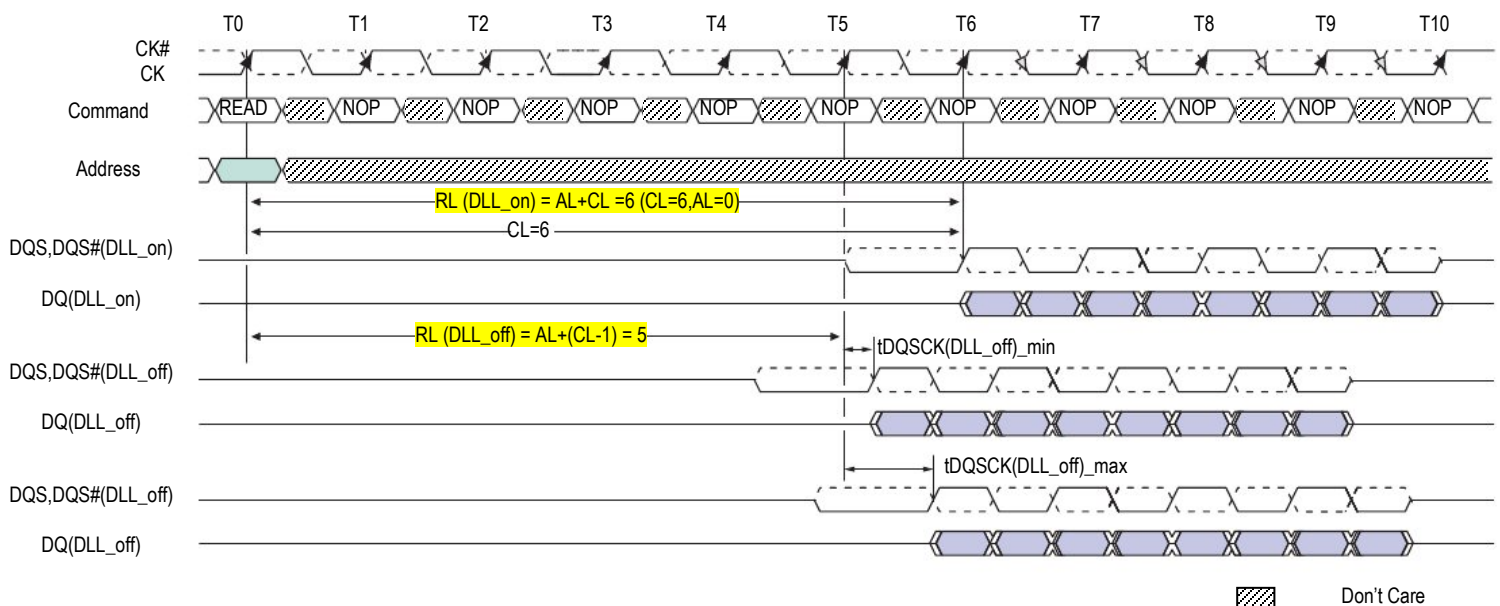 T0 T1 T2 T3 T4 T5 T6 T7 T8 T9 T10
CK#
CK
Command READ NOP NOP NOP NOP NOP NOP NOP NOP NOP NOP
Address
RL (DLL_on) = AL+CL =6 (CL=6,AL=0)
CL=6
DQS,DQS#(DLL_on)
DQ(DLL_on)
RL (DLL_off) = AL+(CL-1) = 5
tDQSCK(DLL_off)_min
DQS,DQS#(DLL_off)
DQ(DLL_off)
tDQSCK(DLL_off)_max
DQS,DQS#(DLL_off)
DQ(DLL_off)
Don't Care